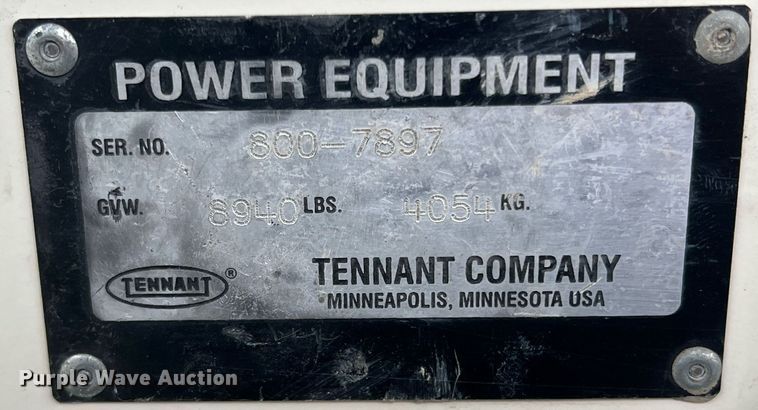 POWER EQUIPMENT
SER. NO. 800-7897
GVW. 8940 LBS. 4054 KG.
TENNANT ® TENNANT COMPANY
MINNEAPOLIS, MINNESOTA USA
Purple Wave Auction